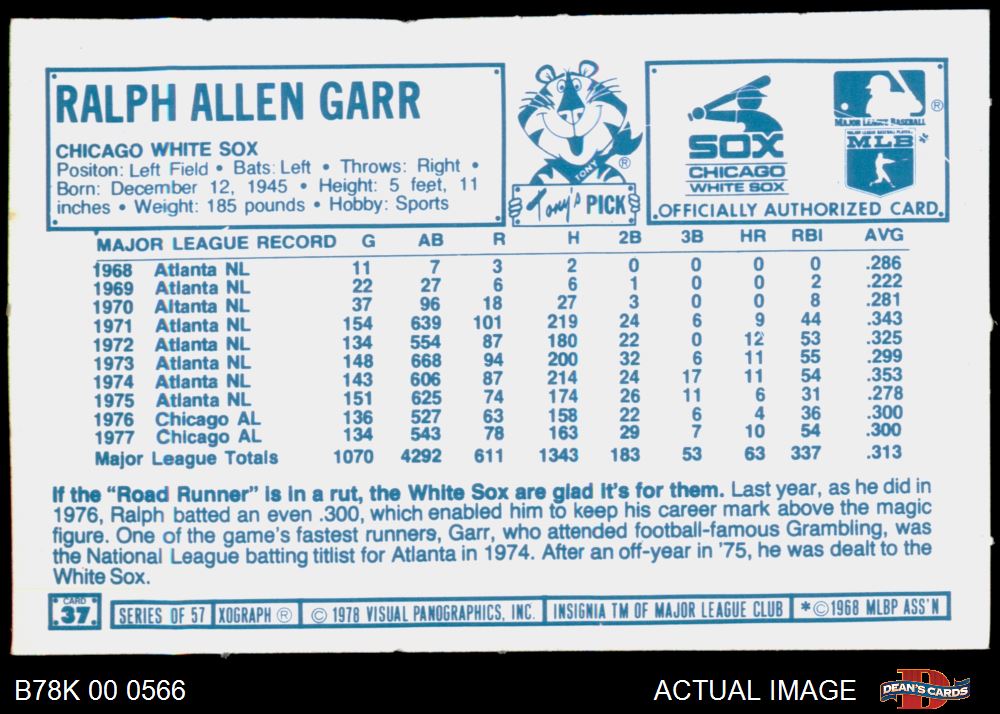 RALPH ALLEN GARR
CHICAGO WHITE SOX
Positon: Left Field • Bats: Left • Throws: Right •
Born: December 12, 1945 • Height: 5 feet, 11
inches • Weight: 185 pounds • Hobby: Sports
TONY
®
Tony's PICK
SOX
CHICAGO
WHITE SOX
®
MAJOR LEAGUE BASEBALL
MAJOR LEAGUE BASEBALL PLAYERS
MLB *
OFFICIALLY AUTHORIZED CARD.
MAJOR LEAGUE RECORD G AB R H 2B 3B HR RBI AVG
1968 Atlanta NL 11 7 3 2 0 0 0 0 .286
1969 Atlanta NL 22 27 6 6 1 0 0 2 .222
1970 Atlanta NL 37 96 18 27 3 0 0 8 .281
1971 Atlanta NL 154 639 101 219 24 6 9 44 .343
1972 Atlanta NL 134 554 87 180 22 0 12 53 .325
1973 Atlanta NL 148 668 94 200 32 6 11 55 .299
1974 Atlanta NL 143 606 87 214 24 17 11 54 .353
1975 Atlanta NL 151 625 74 174 26 11 6 31 .278
1976 Chicago AL 136 527 63 158 22 6 4 36 .300
1977 Chicago AL 134 543 78 163 29 7 10 54 .300
Major League Totals 1070 4292 611 1343 183 53 63 337 .313
If the “Road Runner” is in a rut, the White Sox are glad it's for them. Last year, as he did in
1976, Ralph batted an even .300, which enabled him to keep his career mark above the magic
figure. One of the game's fastest runners, Garr, who attended football-famous Grambling, was
the National League batting titlist for Atlanta in 1974. After an off-year in '75, he was dealt to the
White Sox.
CARD
37
SERIES OF 57 XOGRAPH ® © 1978 VISUAL PANOGRAPHICS, INC. INSIGNIA TM OF MAJOR LEAGUE CLUB *©1968 MLBP ASS'N
B78K 00 0566
ACTUAL IMAGE
D
DEAN'S CARDS